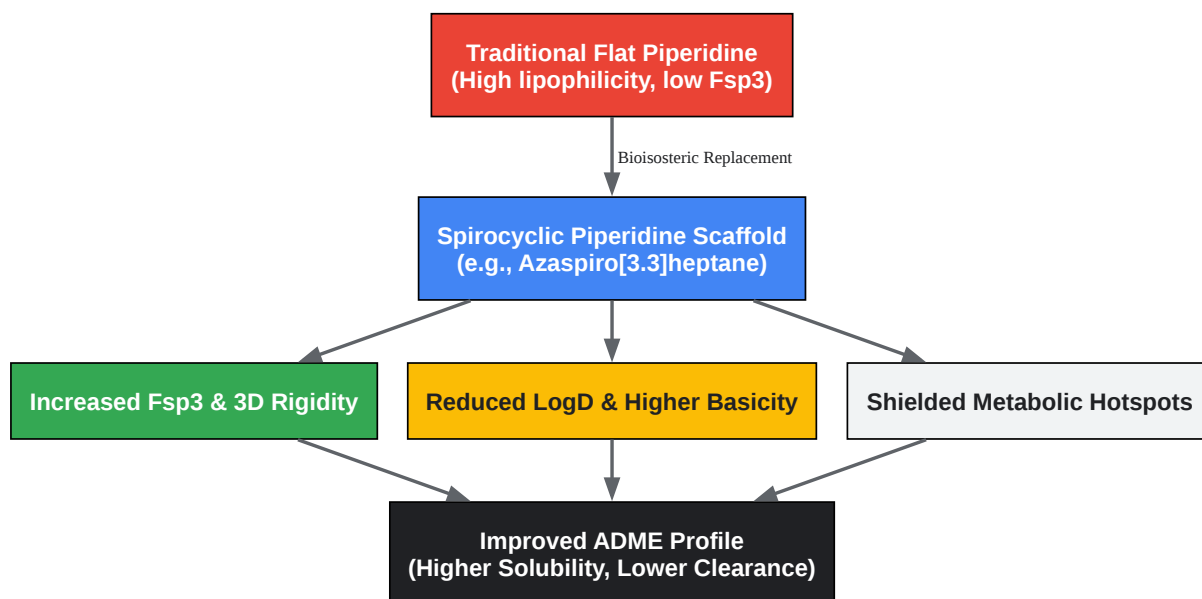 Traditional Flat Piperidine
(High lipophilicity, low Fsp3)
Bioisosteric Replacement
Spirocyclic Piperidine Scaffold
(e.g., Azaspiro[3.3]heptane)
Increased Fsp3 & 3D Rigidity
Reduced LogD & Higher Basicity
Shielded Metabolic Hotspots
Improved ADME Profile
(Higher Solubility, Lower Clearance)